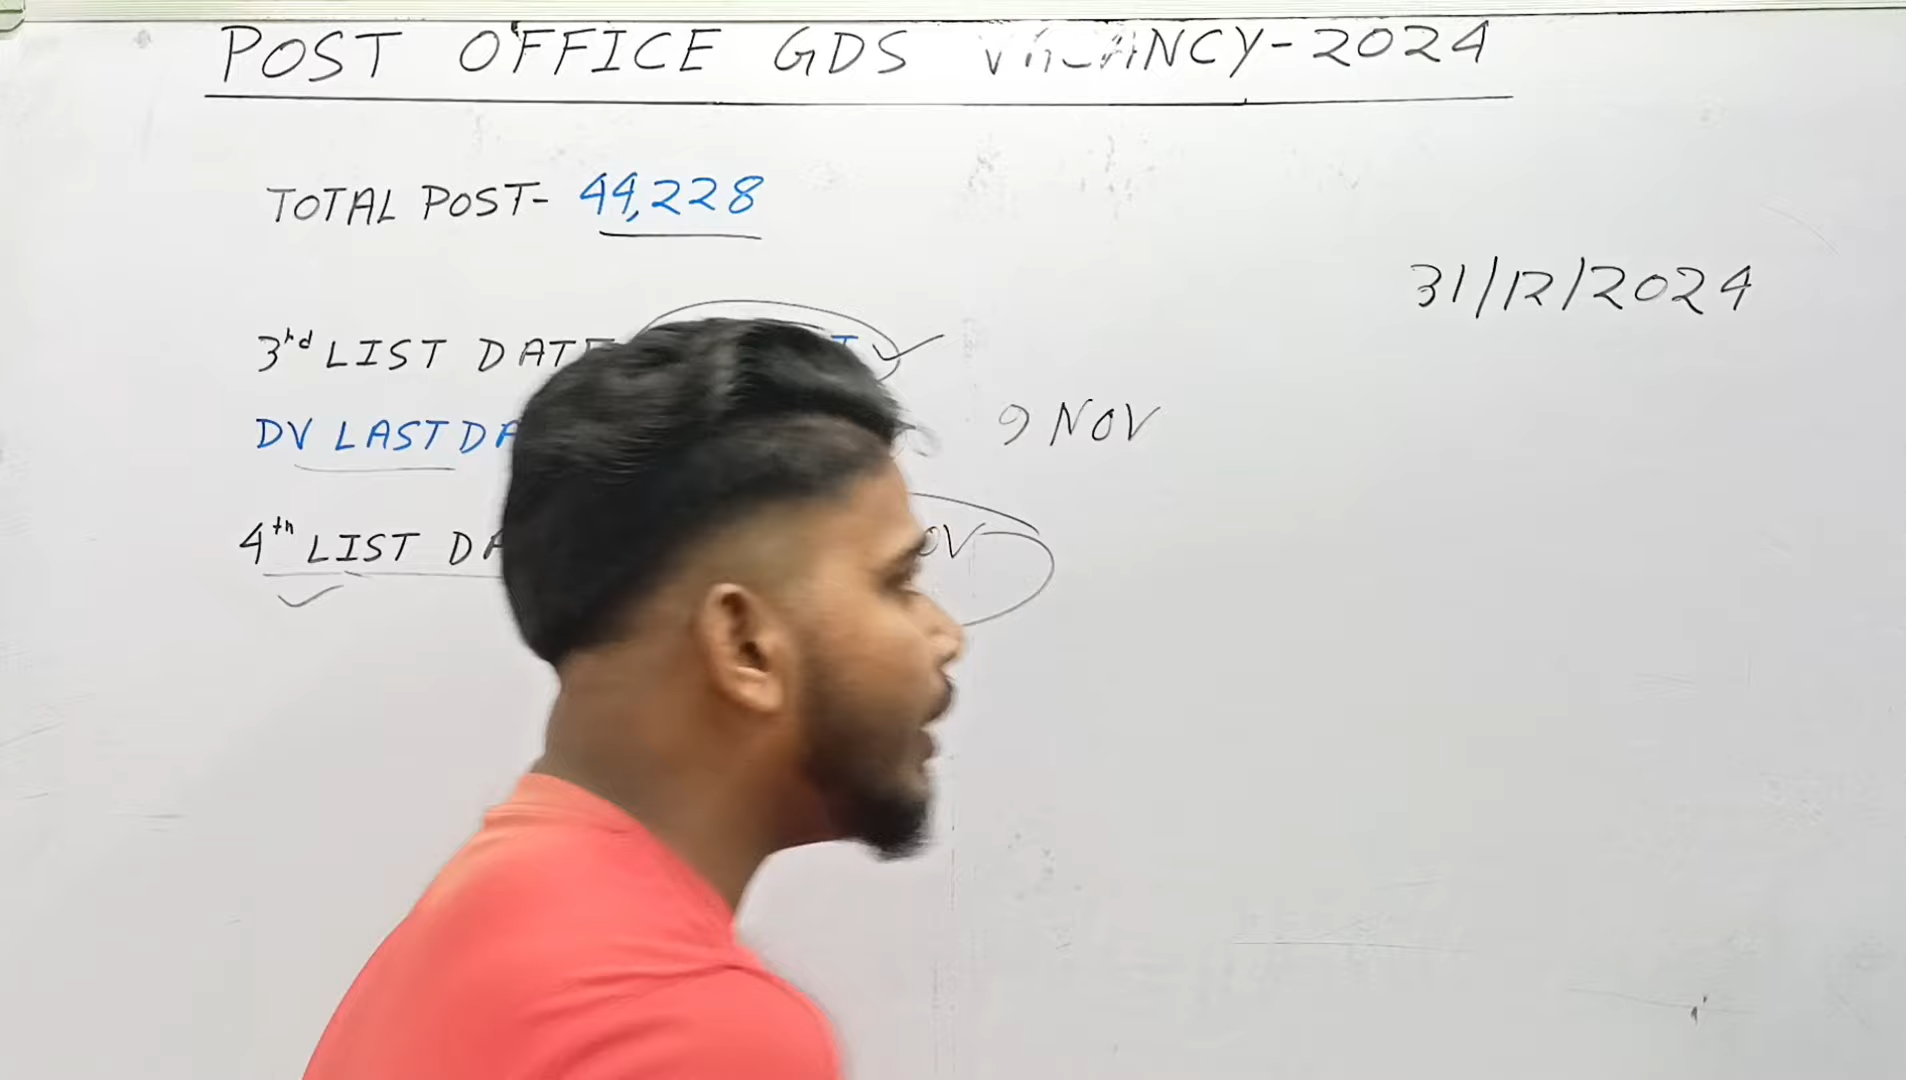 POST OFFICE GDS VACANCY-2024
TOTAL POST- 44,228
31/12/2024
3rd LIST DATE
DV LAST DA
9 NOV
4th LIST DA
OV